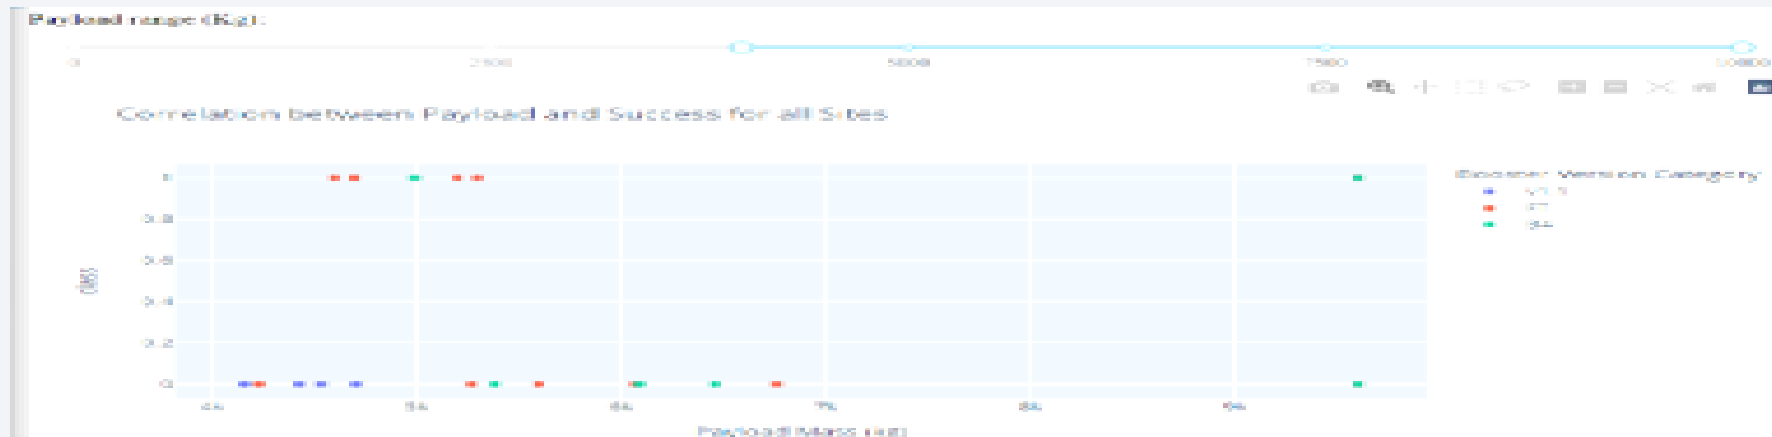 Payload range (Kg):
0 2500 5000 7500 10000
Correlation between Payload and Success for all Sites
1
0.8
0.6
0.4
0.2
0
4k 5k 6k 7k 8k 9k
Payload Mass (kg)
Booster Version Category
v1.1
FT
B4